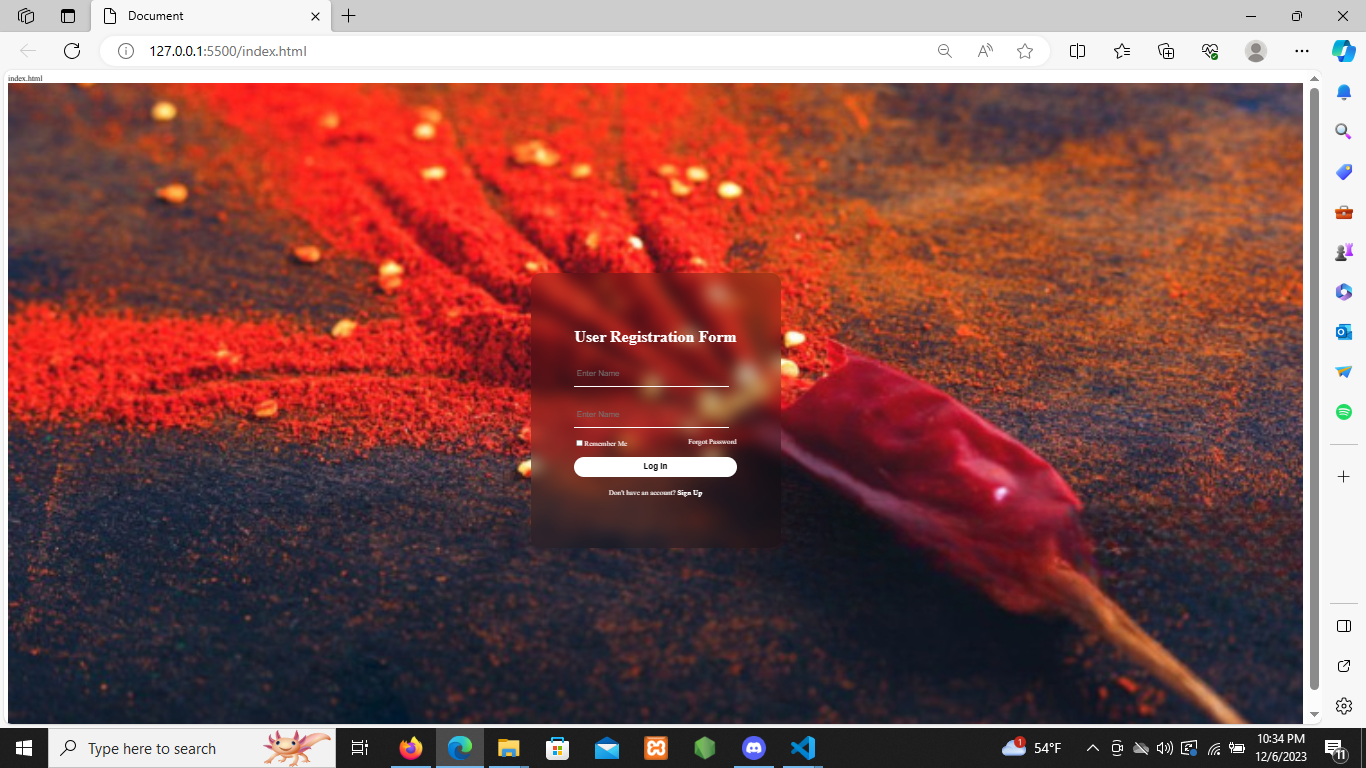 Document
127.0.0.1:5500/index.html
index.html
User Registration Form
Enter Name
Enter Name
Remember Me
Forgot Password
Log In
Don't have an account? Sign Up
Type here to search
1
54°F
10:34 PM
12/6/2023
11